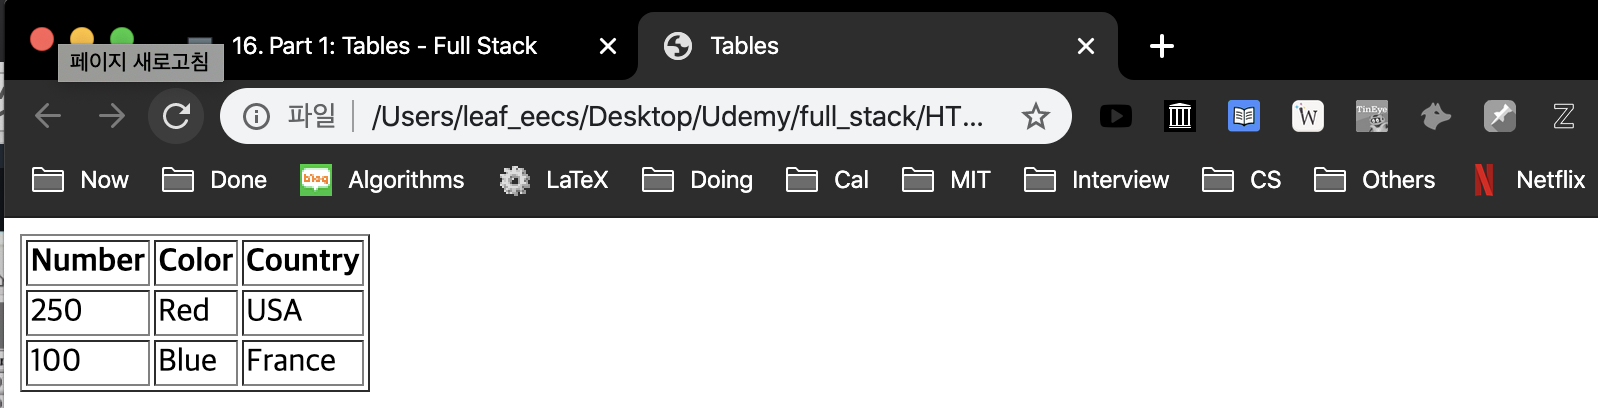 16. Part 1: Tables - Full Stack
Tables
페이지 새로고침
파일 /Users/leaf_eecs/Desktop/Udemy/full_stack/HT...
W
TinEye
Z
Now Done blog Algorithms LaTeX Doing Cal MIT Interview CS Others N Netflix
Number Color Country
250 Red USA
100 Blue France